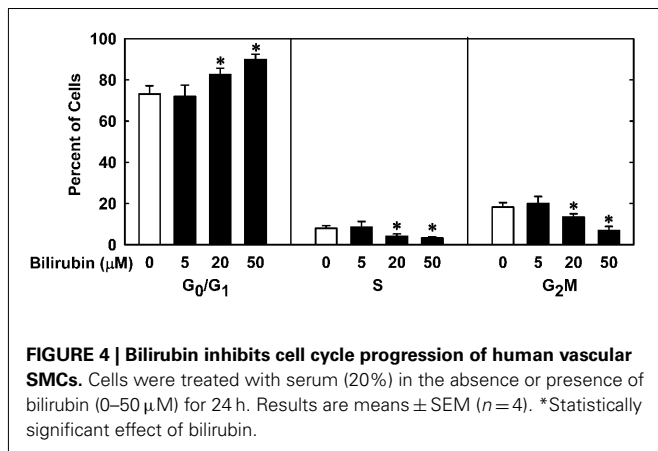 Percent of Cells
100
80
60
40
20
0
* *
* *
* *
Bilirubin (μM) 0 5 20 50 0 5 20 50 0 5 20 50
G0/G1 S G2M
FIGURE 4 | Bilirubin inhibits cell cycle progression of human vascular
SMCs. Cells were treated with serum (20%) in the absence or presence of
bilirubin (0–50 μM) for 24 h. Results are means ± SEM (n = 4). *Statistically
significant effect of bilirubin.